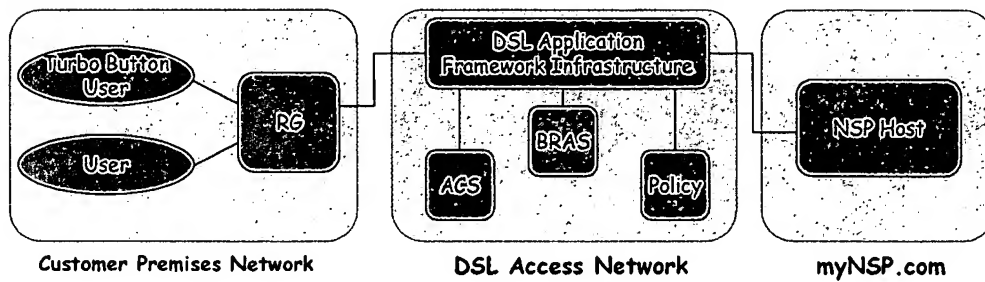 Turbo Button
User
User
RG
DSL Application
Framework Infrastructure
BRAS
ACS
Policy
NSP Host
Customer Premises Network
DSL Access Network
myNSP.com